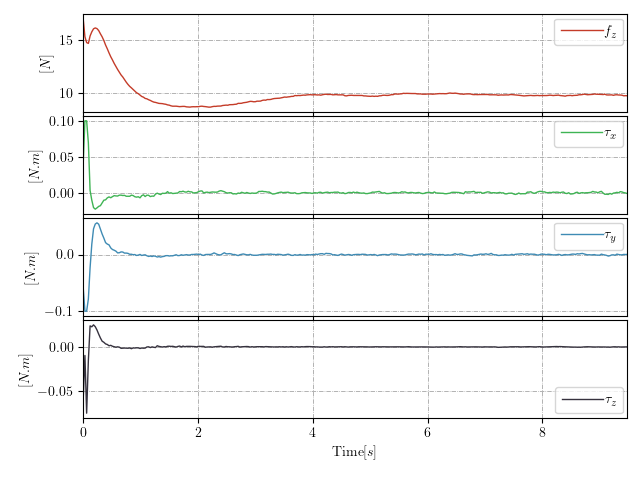 15
10
[N]
f_z
0.10
0.05
0.00
[N.m]
τ_x
0.0
−0.1
[N.m]
τ_y
0.00
−0.05
[N.m]
τ_z
0 2 4 6 8
Time[s]